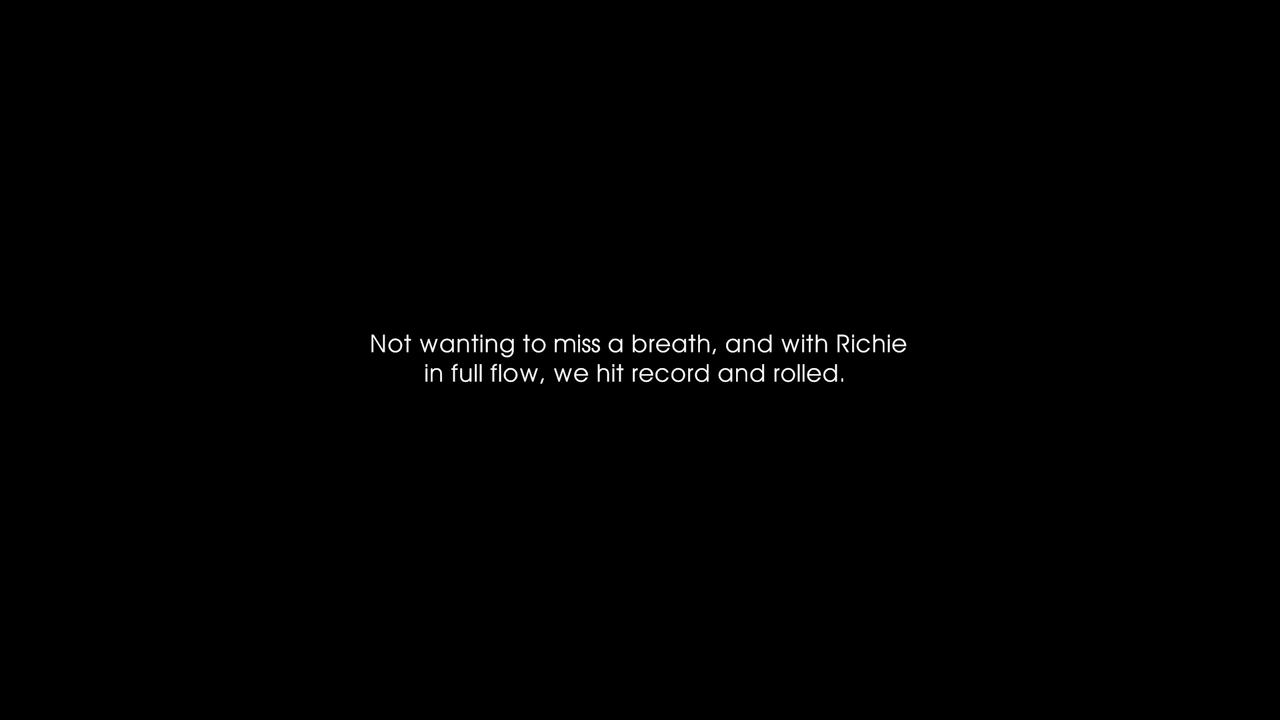 Not wanting to miss a breath, and with Richie
in full flow, we hit record and rolled.